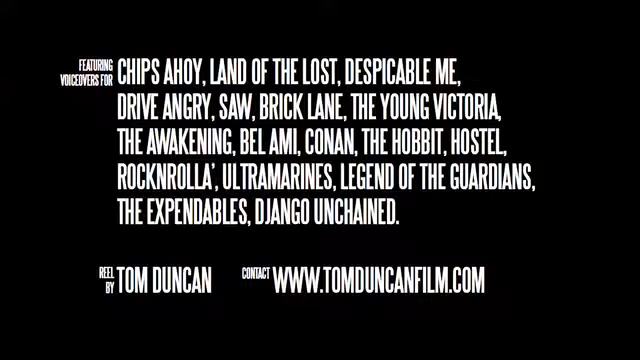 FEATURING
VOICEOVERS FOR
CHIPS AHOY, LAND OF THE LOST, DESPICABLE ME,
DRIVE ANGRY, SAW, BRICK LANE, THE YOUNG VICTORIA,
THE AWAKENING, BEL AMI, CONAN, THE HOBBIT, HOSTEL,
ROCKNROLLA', ULTRAMARINES, LEGEND OF THE GUARDIANS,
THE EXPENDABLES, DJANGO UNCHAINED.
REEL
BY
TOM DUNCAN
CONTACT
WWW.TOMDUNCANFILM.COM